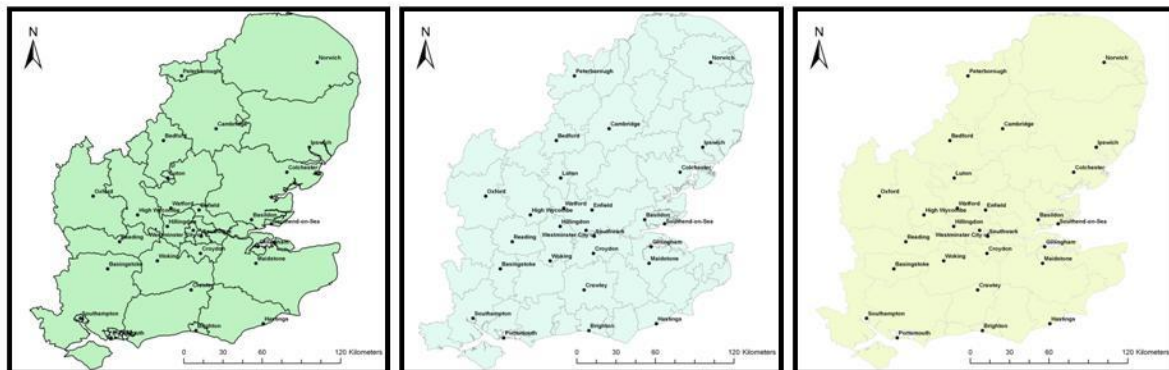 N
Norwich
Peterborough
Cambridge
Bedford
Ipswich
Luton
Colchester
Oxford
Watford
Enfield
High Wycombe
Basildon
Hillingdon
Southend-on-Sea
Westminster City
Reading
Croydon
Woking
Maidstone
Basingstoke
Crawley
Southampton
Brighton
Hastings
0 30 60 120 Kilometers
N
Norwich
Peterborough
Cambridge
Bedford
Ipswich
Luton
Colchester
Oxford
Watford
Enfield
High Wycombe
Basildon
Hillingdon
Southend-on-Sea
Westminster City
Southwark
Reading
Gillingham
Croydon
Woking
Maidstone
Basingstoke
Crawley
Southampton
Portsmouth
Brighton
Hastings
0 30 60 120 Kilometers
N
Norwich
Peterborough
Cambridge
Bedford
Ipswich
Luton
Colchester
Oxford
Watford
Enfield
High Wycombe
Basildon
Hillingdon
Southend-on-Sea
Westminster City
Southwark
Reading
Gillingham
Croydon
Woking
Maidstone
Basingstoke
Crawley
Southampton
Portsmouth
Brighton
Hastings
0 30 60 120 Kilometers